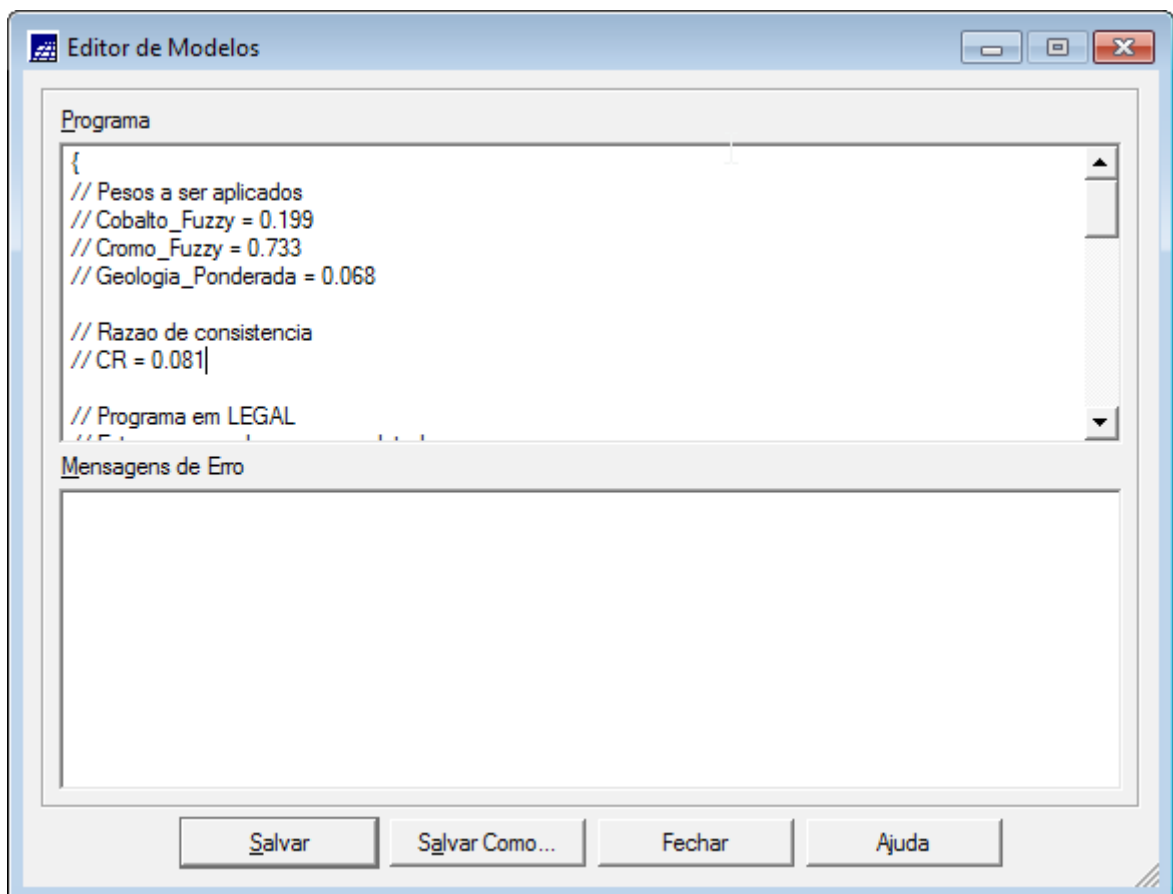 Editor de Modelos
Programa
{
// Pesos a ser aplicados
// Cobalto_Fuzzy = 0.199
// Cromo_Fuzzy = 0.733
// Geologia_Ponderada = 0.068
// Razao de consistencia
// CR = 0.081
// Programa em LEGAL
Mensagens de Erro
Salvar
Salvar Como...
Fechar
Ajuda